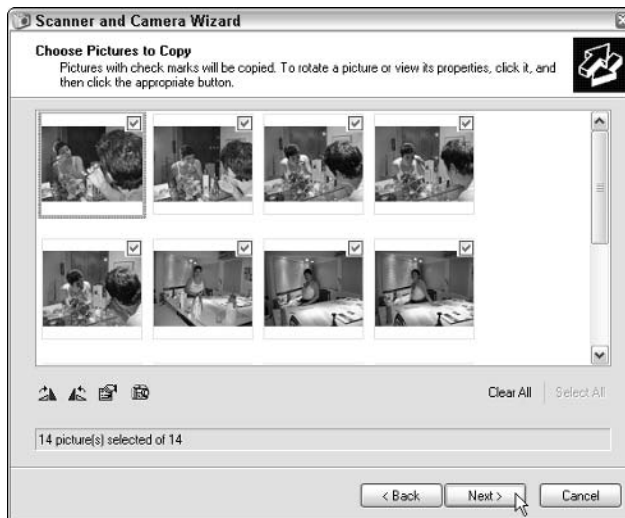 Scanner and Camera Wizard
Choose Pictures to Copy
Pictures with check marks will be copied. To rotate a picture or view its properties, click it, and
then click the appropriate button.
Clear All
Select All
14 picture(s) selected of 14
< Back
Next >
Cancel